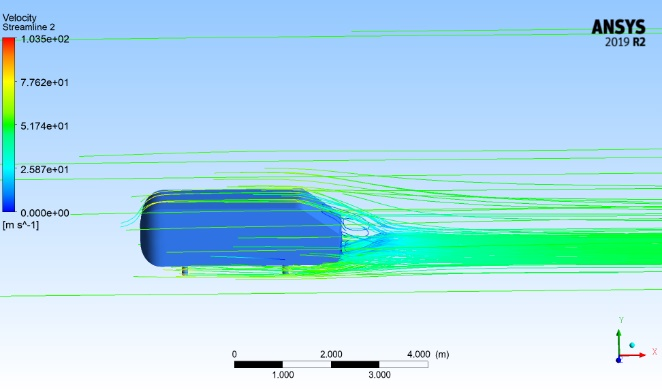 Velocity
Streamline 2
1.035e+02
7.762e+01
5.174e+01
2.587e+01
0.000e+00
[m s^-1]
ANSYS
2019 R2
0 2.000 4.000 (m)
1.000 3.000
Y
X